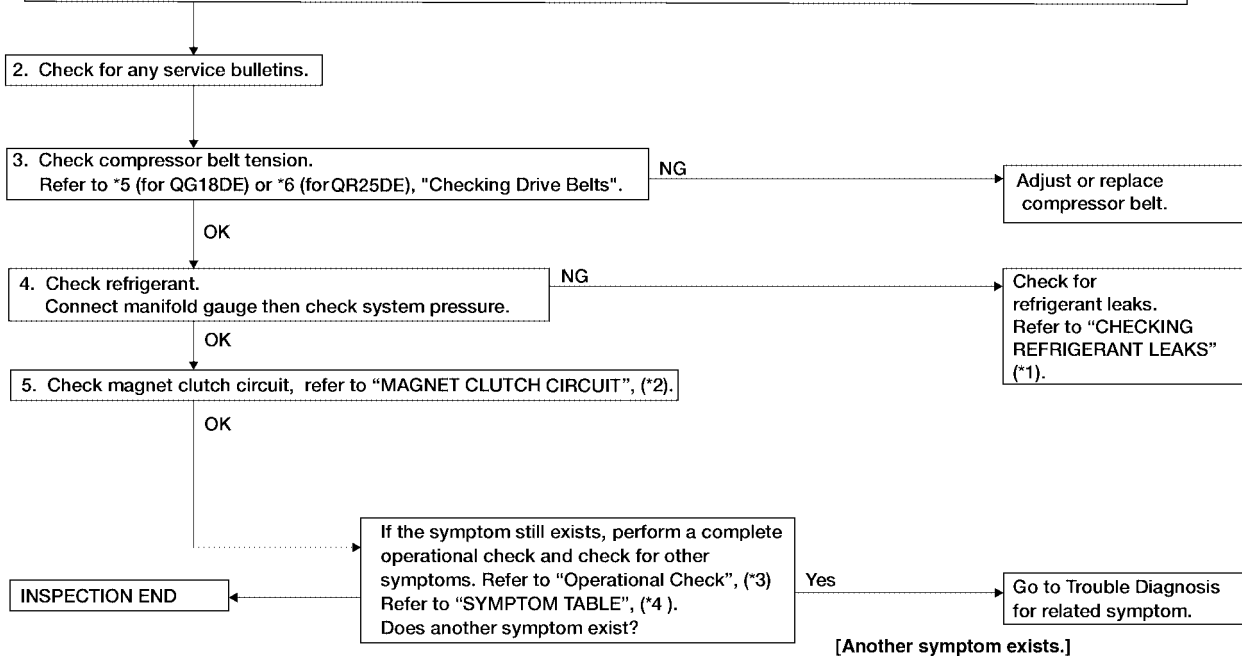 2. Check for any service bulletins.
3. Check compressor belt tension.
Refer to *5 (for QG18DE) or *6 (forQR25DE), "Checking Drive Belts".
NG
Adjust or replace
compressor belt.
OK
4. Check refrigerant.
Connect manifold gauge then check system pressure.
NG
Check for
refrigerant leaks.
Refer to “CHECKING
REFRIGERANT LEAKS”
(*1).
OK
5. Check magnet clutch circuit, refer to “MAGNET CLUTCH CIRCUIT”, (*2).
OK
If the symptom still exists, perform a complete
operational check and check for other
symptoms. Refer to “Operational Check”, (*3)
Refer to “SYMPTOM TABLE”, (*4 ).
Does another symptom exist?
INSPECTION END
Yes
Go to Trouble Diagnosis
for related symptom.
[Another symptom exists.]